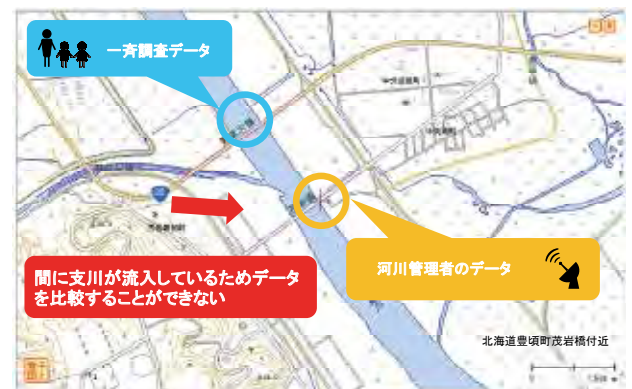 一斉調査データ
河川管理者のデータ
間に支川が流入しているためデータ
を比較することができない
北海道豊頃町茂岩橋付近